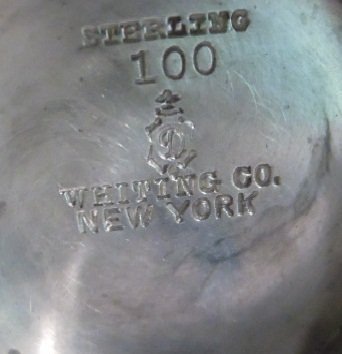 STERLING
100
D
WHITING CO.
NEW YORK